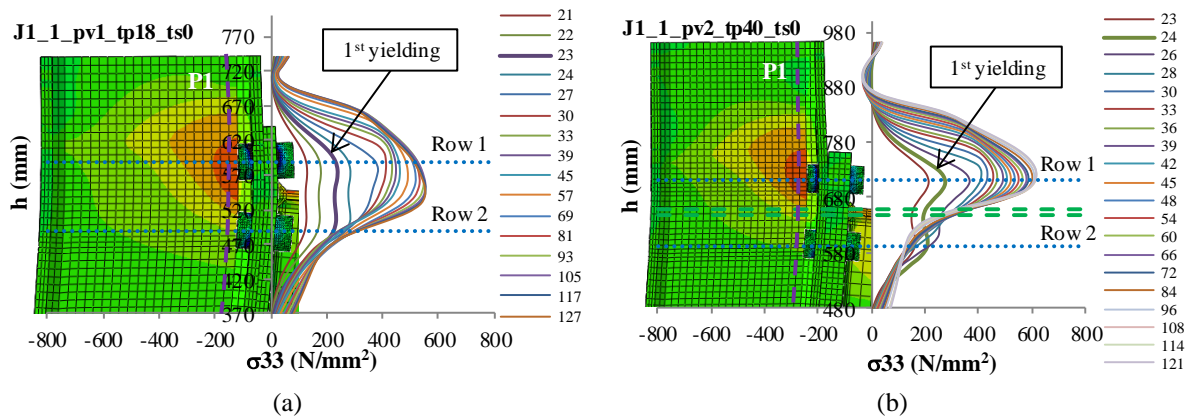 J1_1_pv1_tp18_ts0
1st yielding
P1
Row 1
Row 2
h (mm)
770
720
670
620
520
470
420
370
-800 -600 -400 -200 0 200 400 600 800
σ33 (N/mm2)
21
22
23
24
27
30
33
39
45
57
69
81
93
105
117
127
(a)
J1_1_pv2_tp40_ts0
1st yielding
P1
Row 1
Row 2
h (mm)
980
880
780
680
580
480
-800 -600 -400 -200 0 200 400 600 800
σ33 (N/mm2)
23
24
26
28
30
33
36
39
42
45
48
54
60
66
72
84
96
108
114
121
(b)